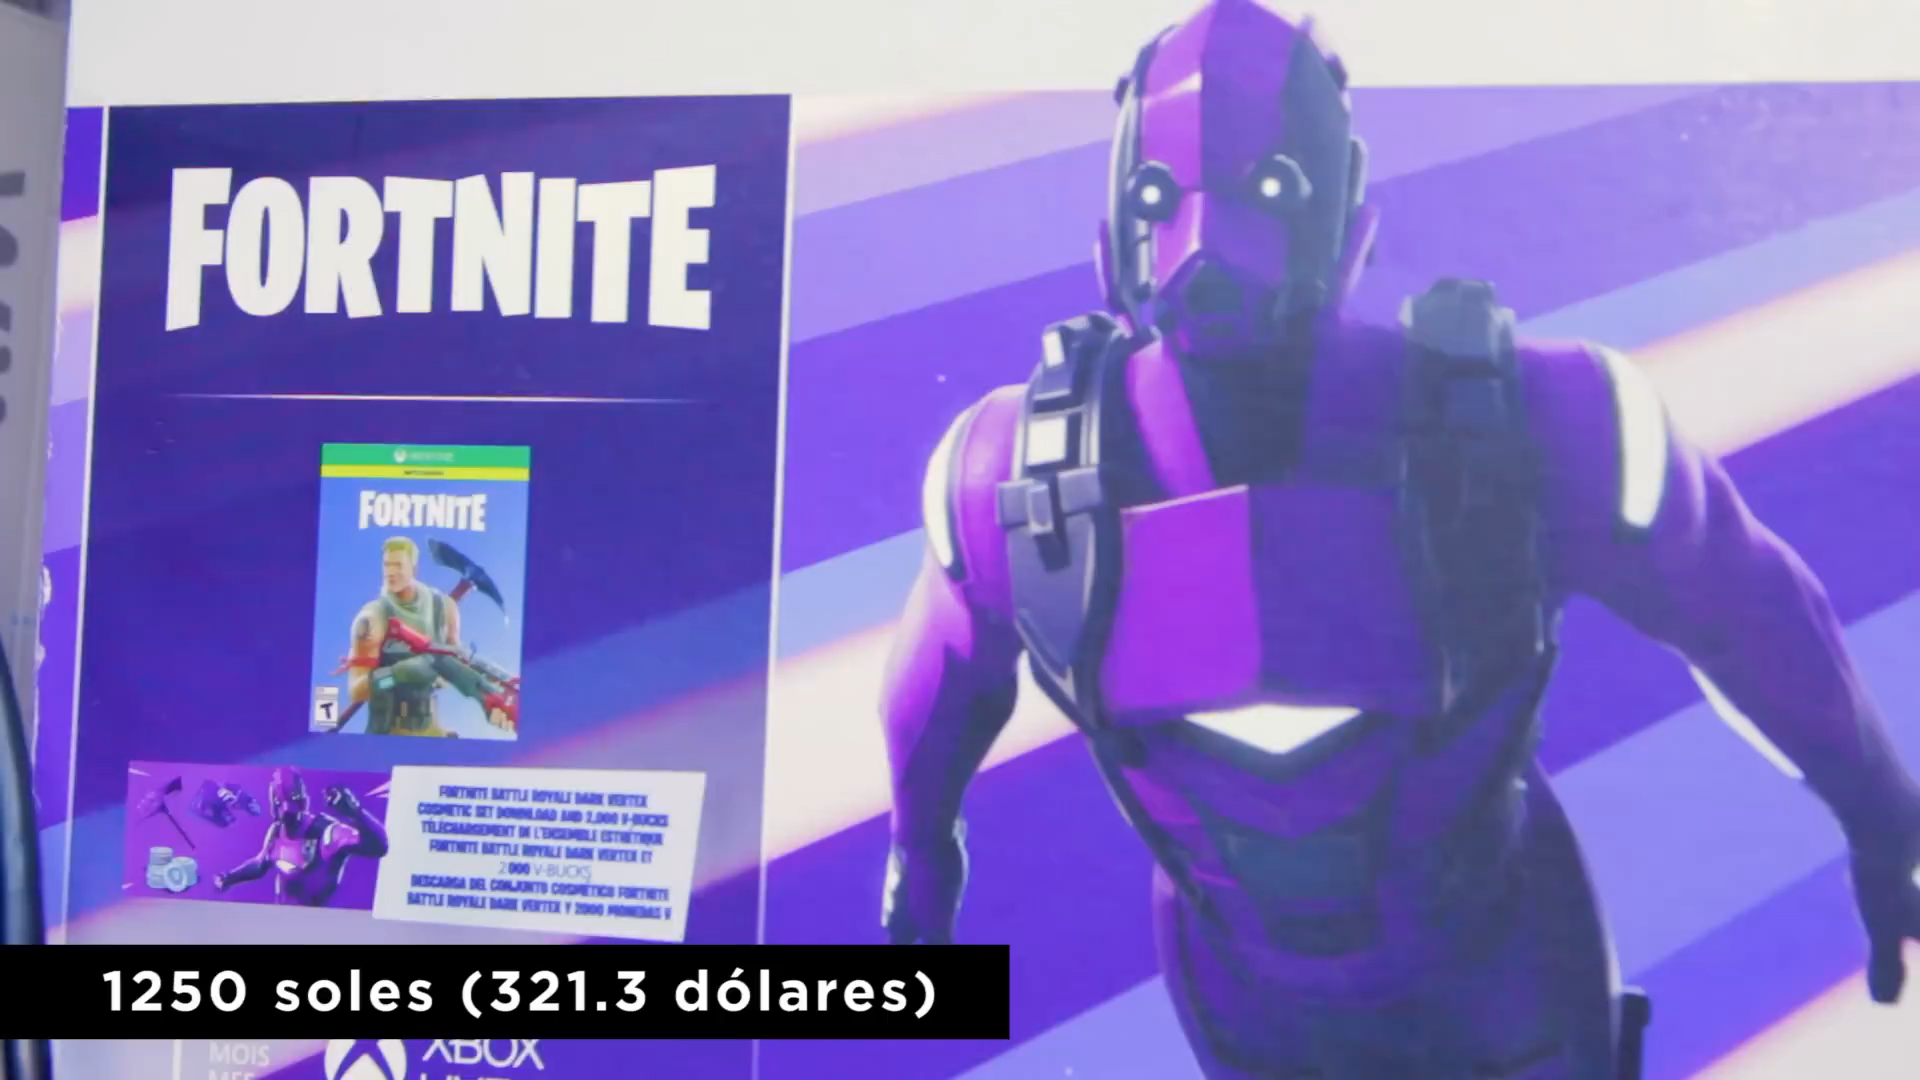 FORTNITE
XBOX ONE
FORTNITE
T
FORTNITE BATTLE ROYALE DARK VERTEX
COSMETIC SET DOWNLOAD AND 2,000 V-BUCKS
TÉLÉCHARGEMENT DE L'ENSEMBLE ESTHÉTIQUE
FORTNITE BATTLE ROYALE DARK VERTEX ET
2 000 V-BUCKS
DESCARGA DEL CONJUNTO COSMÉTICO FORTNITE
BATTLE ROYALE DARK VERTEX Y 2000 MONEDAS V
1250 soles (321.3 dólares)
MOIS
XBOX